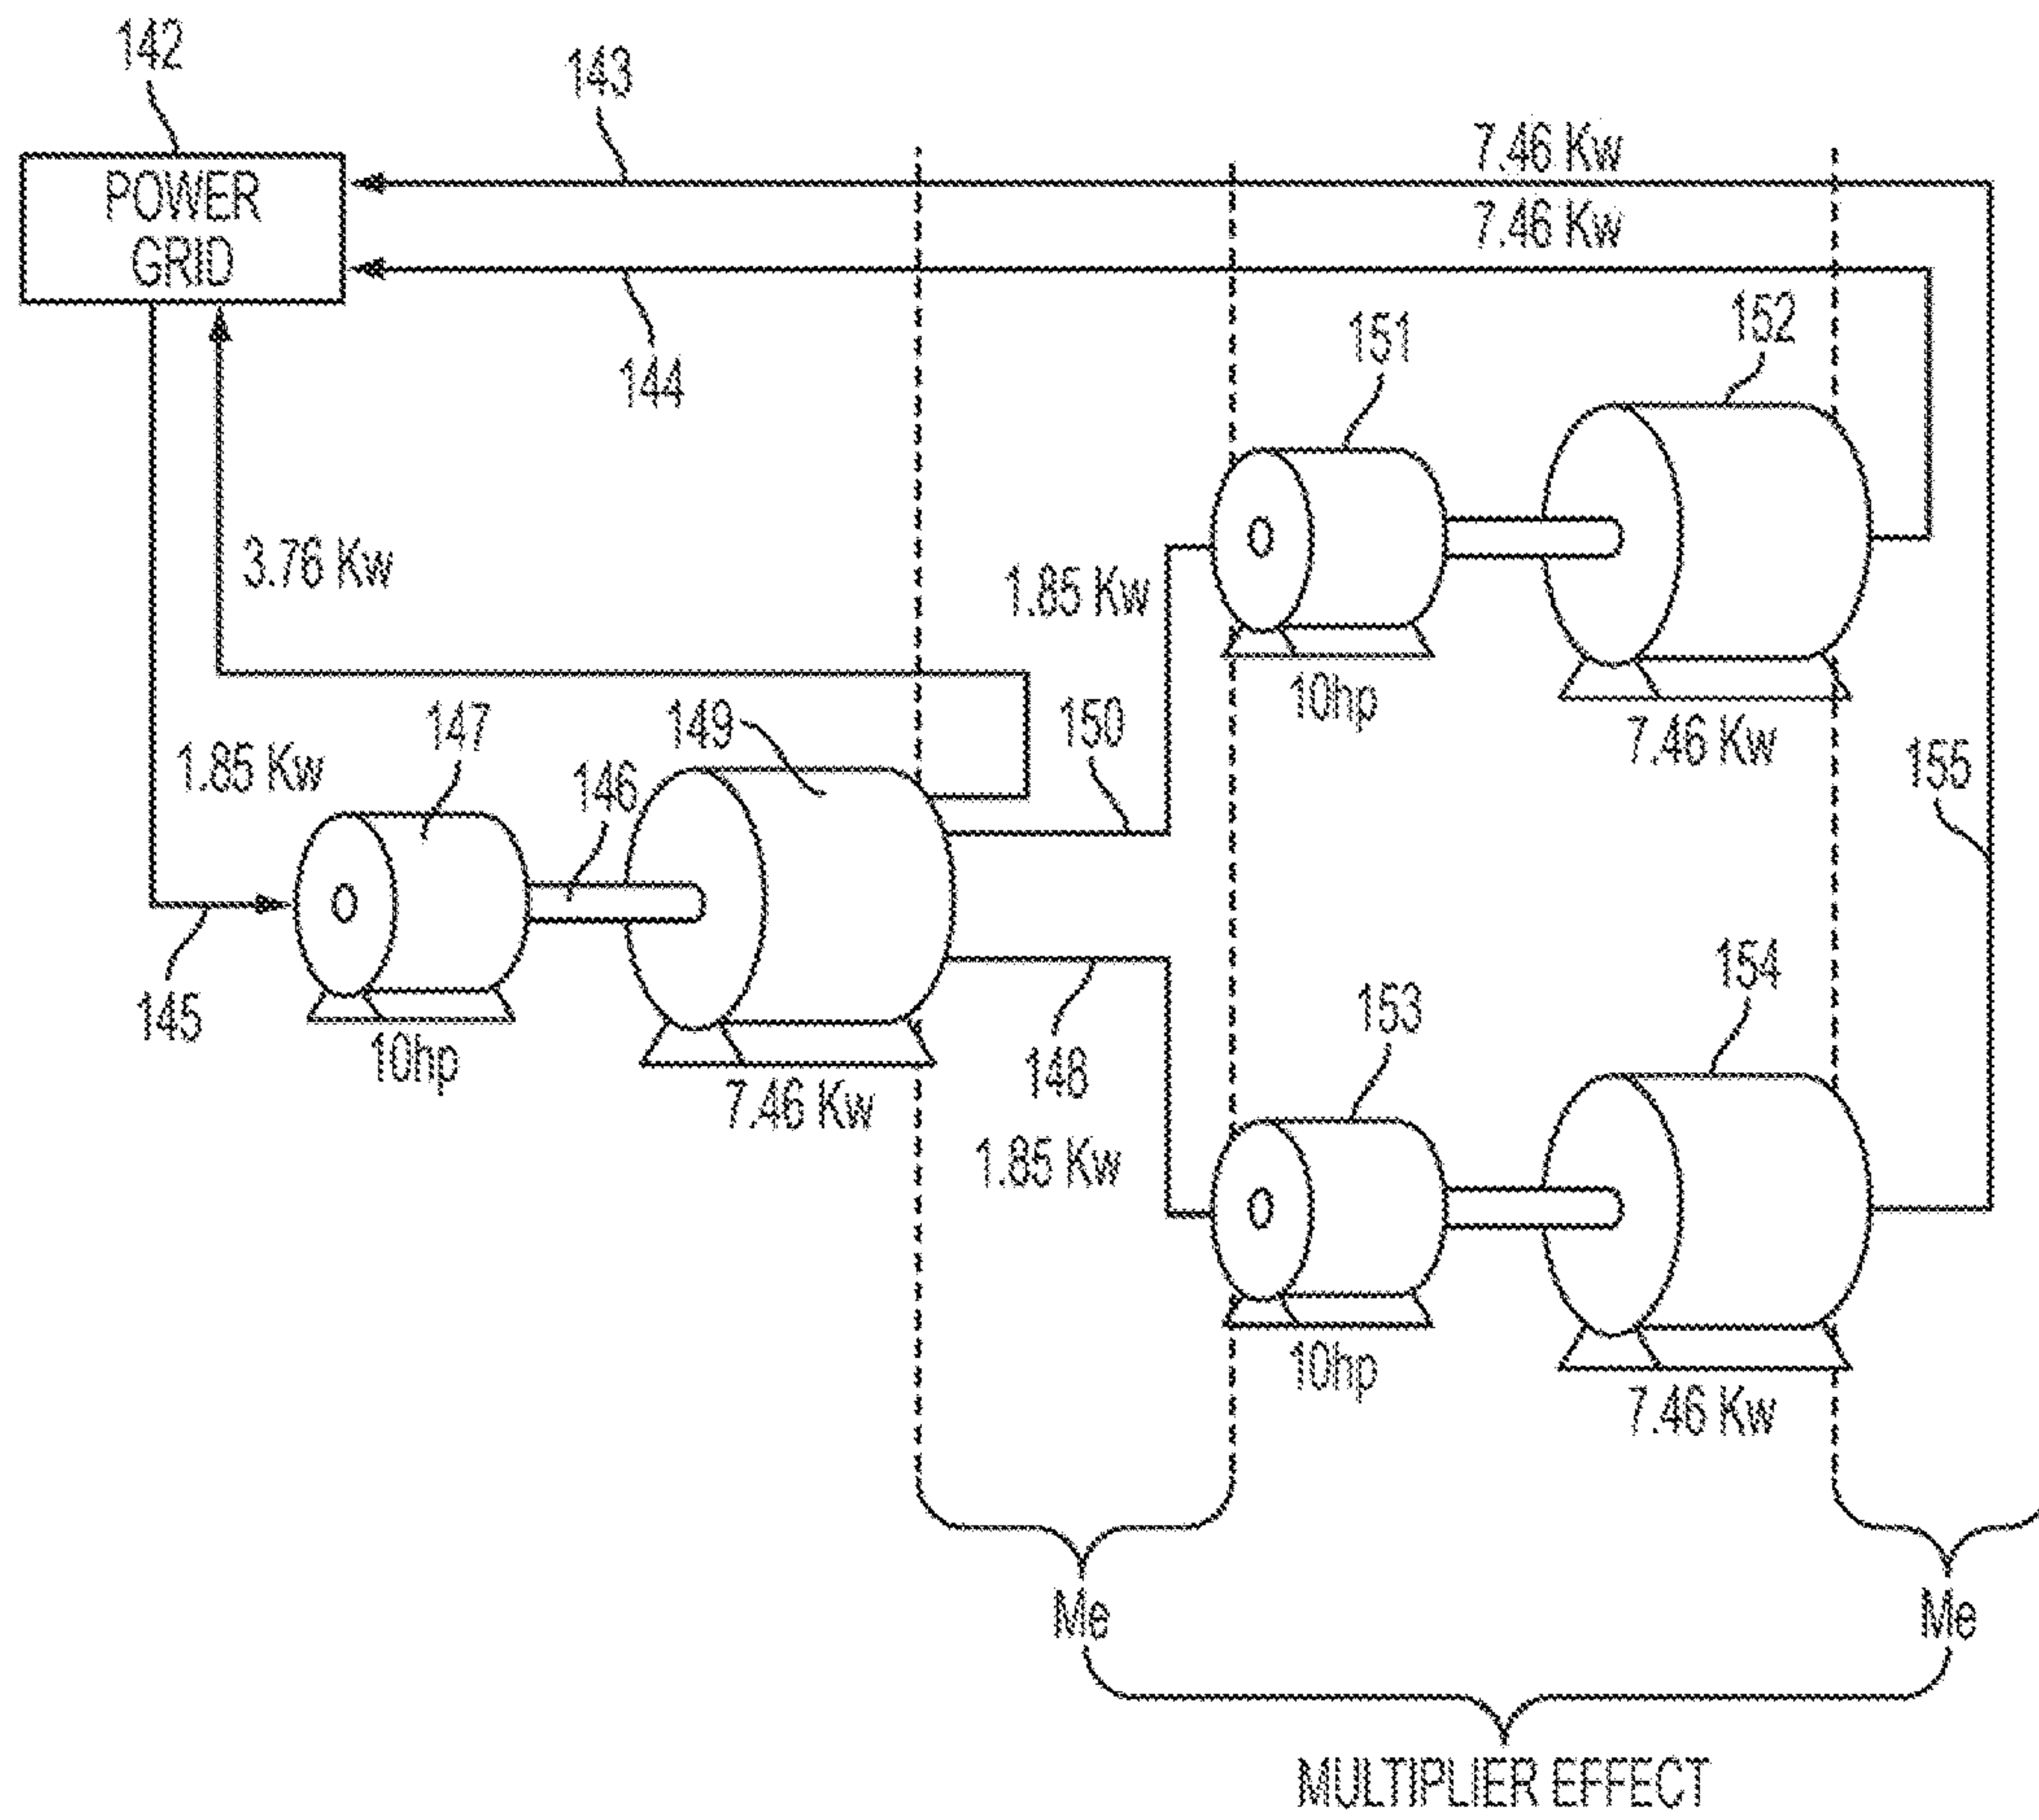 142
143
7.46 Kw
POWER
GRID
7.46 Kw
144
151
152
3.76 Kw
1.85 Kw
10hp
7.46 Kw
147
149
150
155
1.85 Kw
146
154
153
145
10hp
148
7.46 Kw
1.85 Kw
10hp
7.46 Kw
Me
Me
MULTIPLIER EFFECT